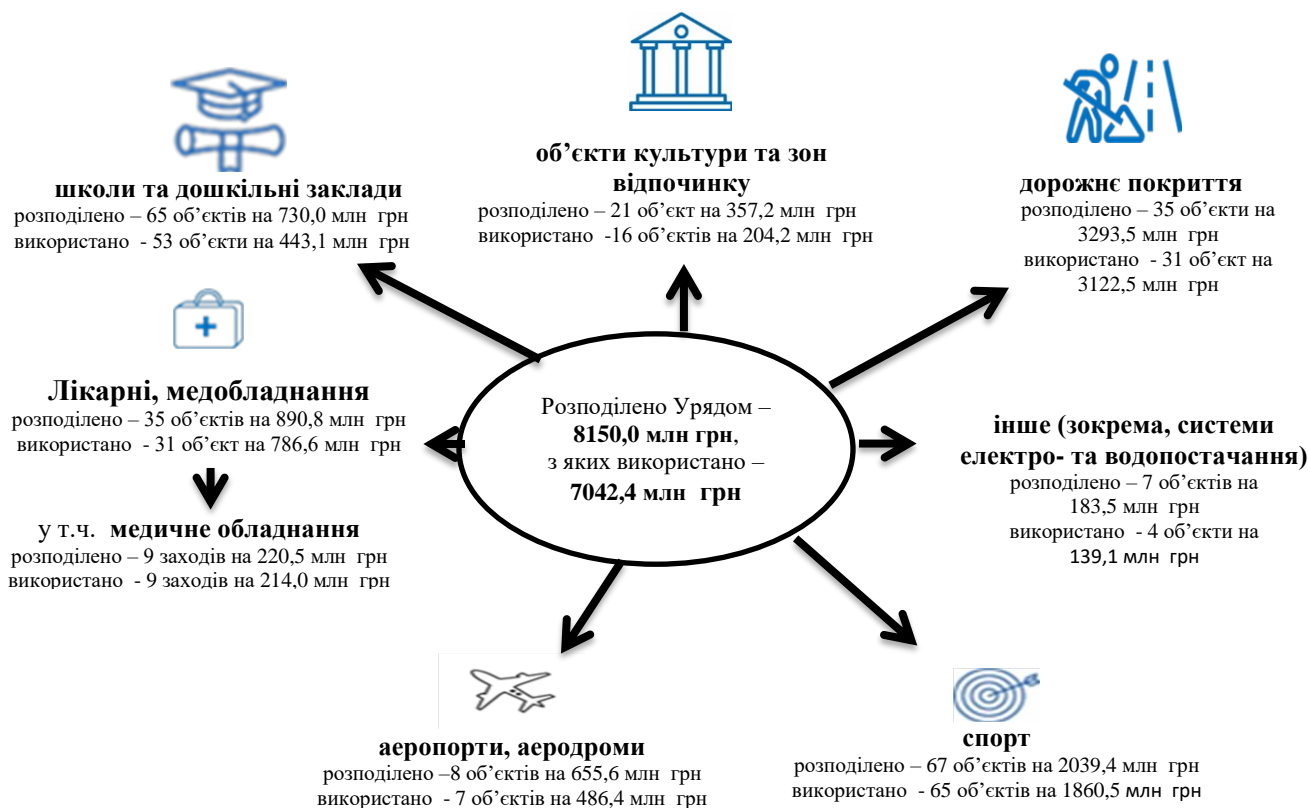 школи та дошкільні заклади
розподілено – 65 об’єктів на 730,0 млн грн
використано - 53 об’єкти на 443,1 млн грн
об’єкти культури та зон
відпочинку
розподілено – 21 об’єкт на 357,2 млн грн
використано -16 об’єктів на 204,2 млн грн
дорожнє покриття
розподілено – 35 об’єкти на
3293,5 млн грн
використано - 31 об’єкт на
3122,5 млн грн
Лікарні, медобладнання
розподілено – 35 об’єктів на 890,8 млн грн
використано - 31 об’єкт на 786,6 млн грн
у т.ч. медичне обладнання
розподілено – 9 заходів на 220,5 млн грн
використано - 9 заходів на 214,0 млн грн
Розподілено Урядом –
8150,0 млн грн,
з яких використано –
7042,4 млн грн
інше (зокрема, системи
електро- та водопостачання)
розподілено – 7 об’єктів на
183,5 млн грн
використано - 4 об’єкти на
139,1 млн грн
аеропорти, аеродроми
розподілено –8 об’єктів на 655,6 млн грн
використано - 7 об’єктів на 486,4 млн грн
спорт
розподілено – 67 об’єктів на 2039,4 млн грн
використано - 65 об’єктів на 1860,5 млн грн